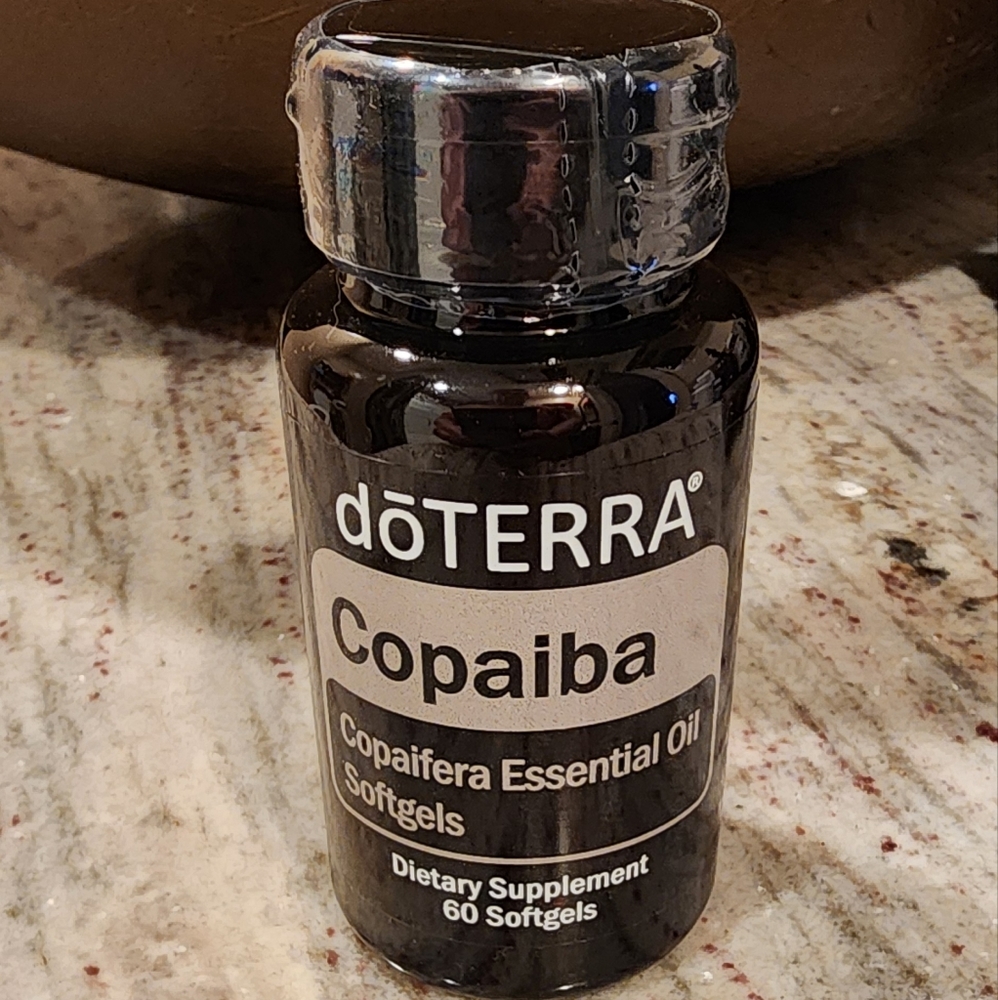 dōTERRA®
Copaiba
Copaifera Essential Oil
Softgels
Dietary Supplement
60 Softgels